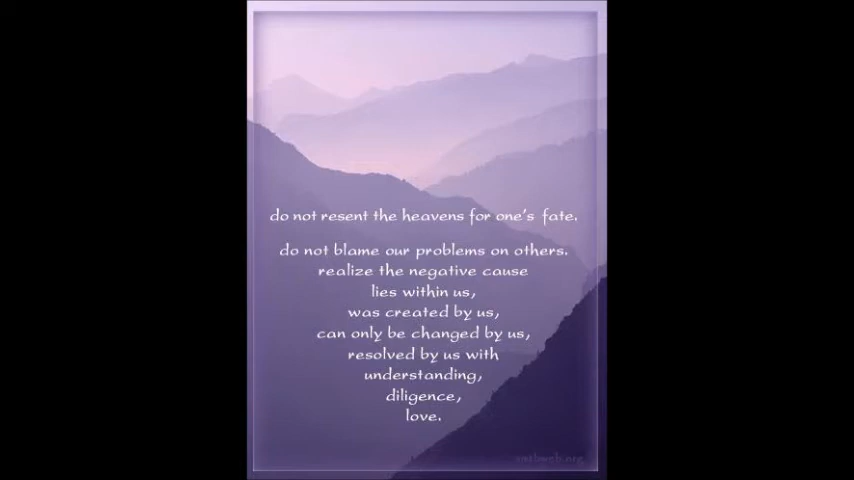 do not resent the heavens for one's fate.
do not blame our problems on others.
realize the negative cause
lies within us,
was created by us,
can only be changed by us,
resolved by us with
understanding,
diligence,
love.